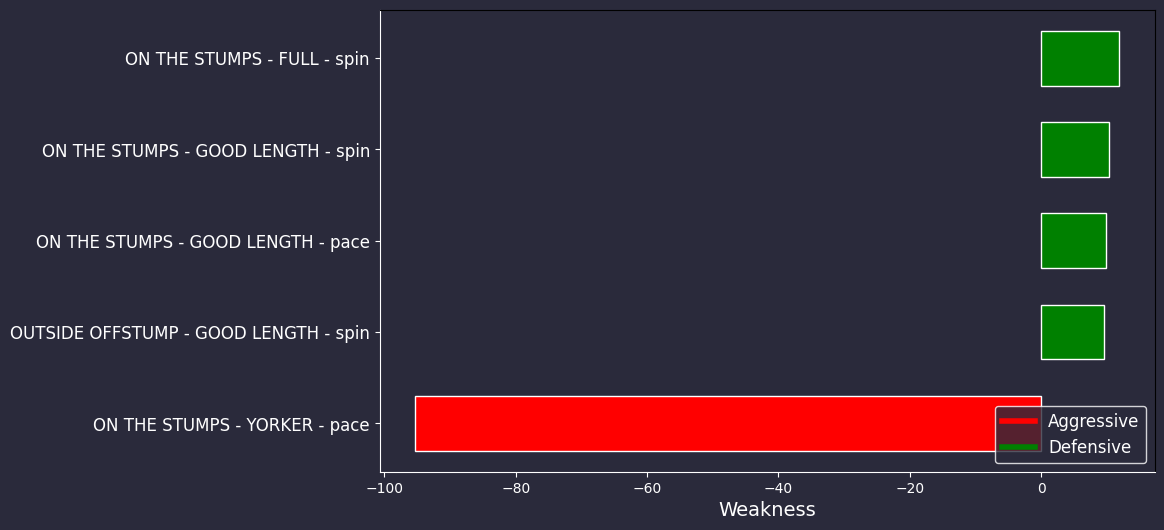 ON THE STUMPS - FULL - spin
ON THE STUMPS - GOOD LENGTH - spin
ON THE STUMPS - GOOD LENGTH - pace
OUTSIDE OFFSTUMP - GOOD LENGTH - spin
ON THE STUMPS - YORKER - pace
Aggressive
Defensive
−100 −80 −60 −40 −20 0
Weakness